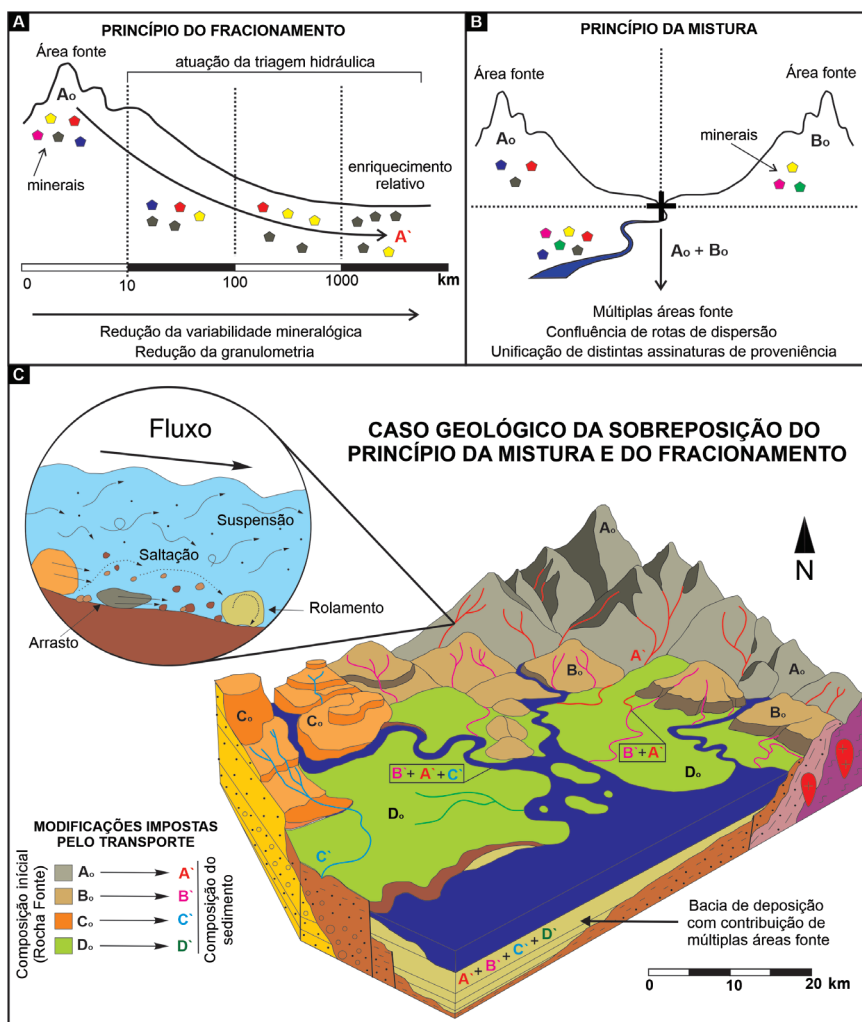 A
PRINCÍPIO DO FRACIONAMENTO
Área fonte
atuação da triagem hidráulica
Ao
minerais
enriquecimento
relativo
A`
0
10
100
1000
km
Redução da variabilidade mineralógica
Redução da granulometria
B
PRINCÍPIO DA MISTURA
Área fonte
Área fonte
Ao
Bo
minerais
Ao + Bo
Múltiplas áreas fonte
Confluência de rotas de dispersão
Unificação de distintas assinaturas de proveniência
C
CASO GEOLÓGICO DA SOBREPOSIÇÃO DO
PRINCÍPIO DA MISTURA E DO FRACIONAMENTO
Fluxo
Suspensão
Saltação
Rolamento
Arrasto
N
Ao
A`
Bo
Ao
Co
Co
Bo
B`+A`
B`+ A`+ C`
Do
Do
C`
MODIFICAÇÕES IMPOSTAS
PELO TRANSPORTE
Composição inicial
(Rocha Fonte)
Ao A`
Bo B`
Co C`
Do D`
Composição do
sedimento
Bacia de deposição
com contribuição de
múltiplas áreas fonte
A`+ B`+ C`+ D`
0 10 20 km